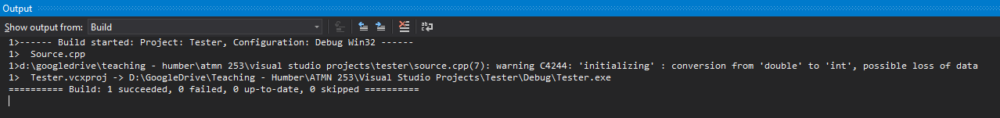 Output
Show output from: Build
1>------ Build started: Project: Tester, Configuration: Debug Win32 ------
1>  Source.cpp
1>d:\googledrive\teaching - humber\atmn 253\visual studio projects\tester\source.cpp(7): warning C4244: 'initializing' : conversion from 'double' to 'int', possible loss of data
1>  Tester.vcxproj -> D:\GoogleDrive\Teaching - Humber\ATMN 253\Visual Studio Projects\Tester\Debug\Tester.exe
========== Build: 1 succeeded, 0 failed, 0 up-to-date, 0 skipped ==========